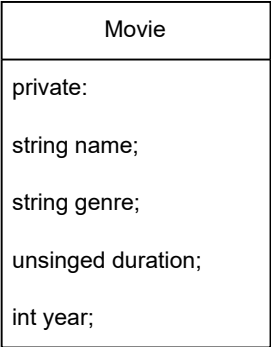 Movie
private:
string name;
string genre;
unsinged duration;
int year;